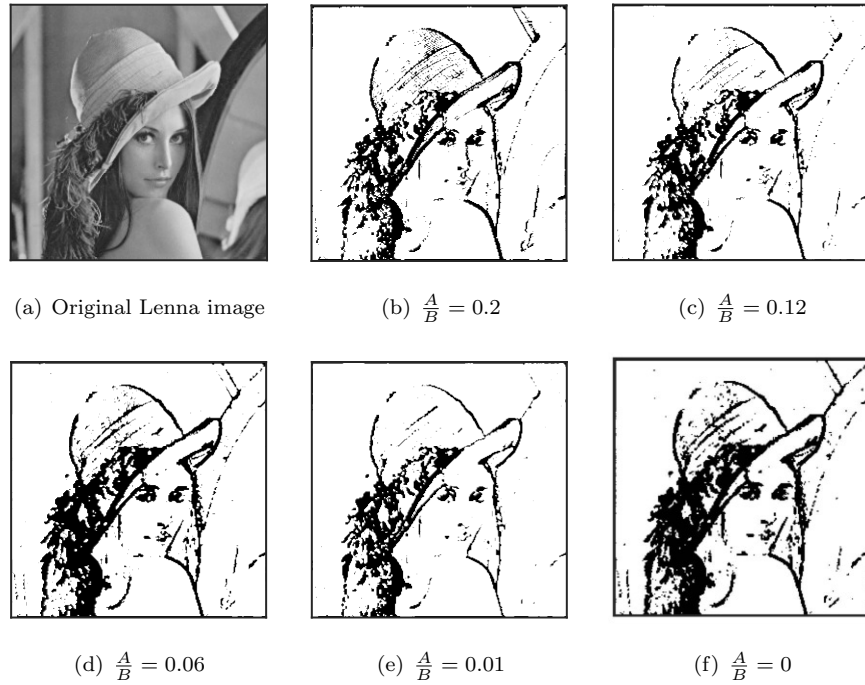 (a) Original Lenna image
(b) A/B = 0.2
(c) A/B = 0.12
(d) A/B = 0.06
(e) A/B = 0.01
(f) A/B = 0